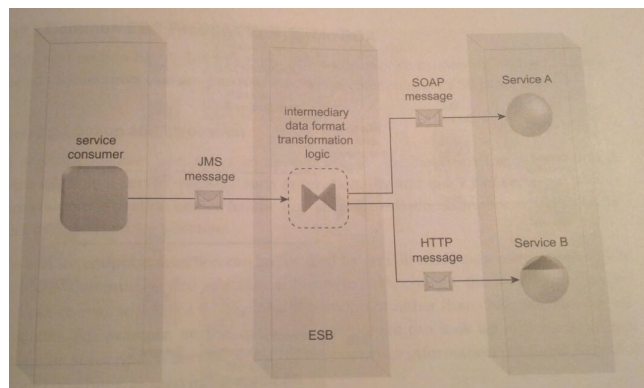 service
consumer
JMS
message
intermediary
data format
transformation
logic
ESB
SOAP
message
Service A
HTTP
message
Service B